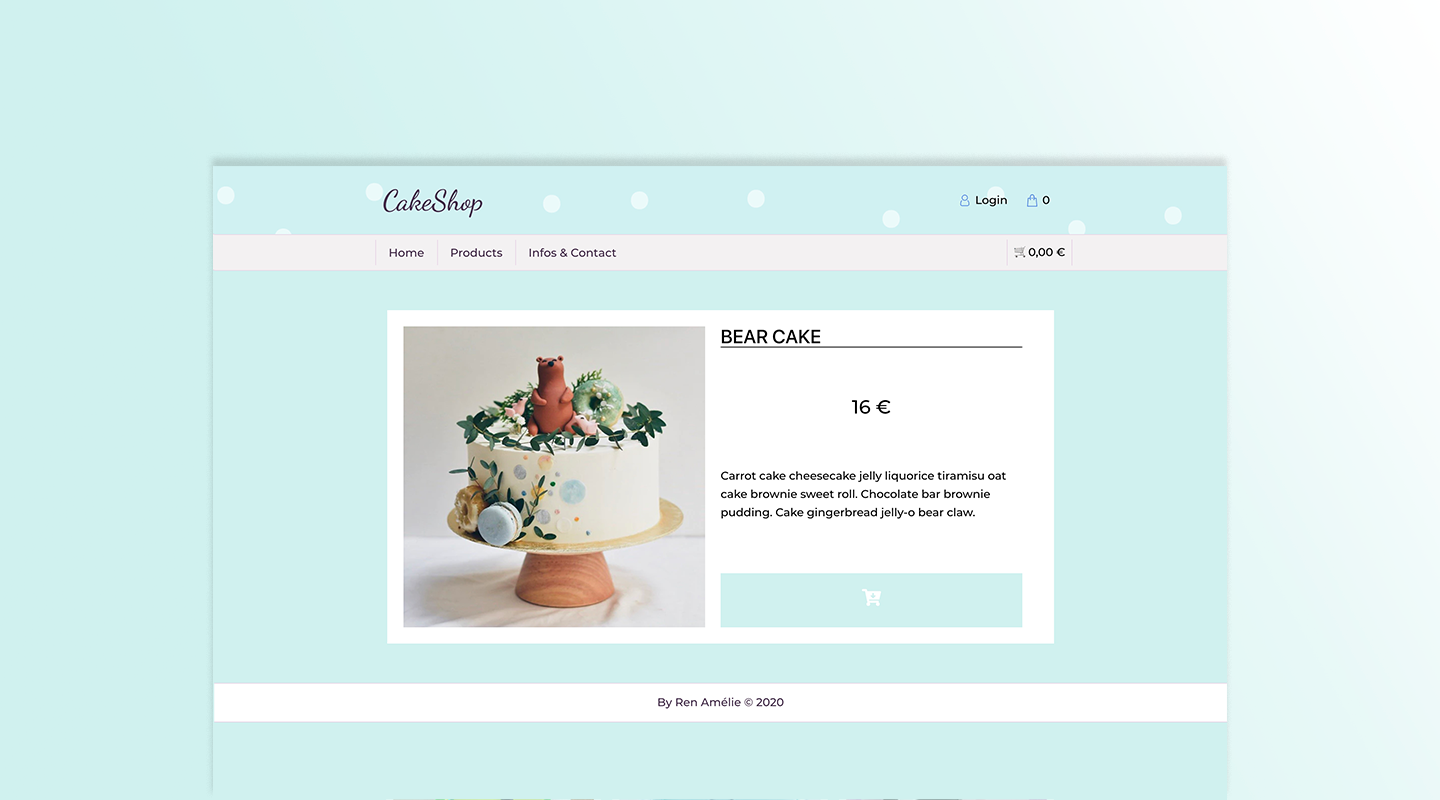 CakeShop
Login
0
Home
Products
Infos & Contact
0,00 €
BEAR CAKE
16 €
Carrot cake cheesecake jelly liquorice tiramisu oat
cake brownie sweet roll. Chocolate bar brownie
pudding. Cake gingerbread jelly-o bear claw.
By Ren Amélie © 2020